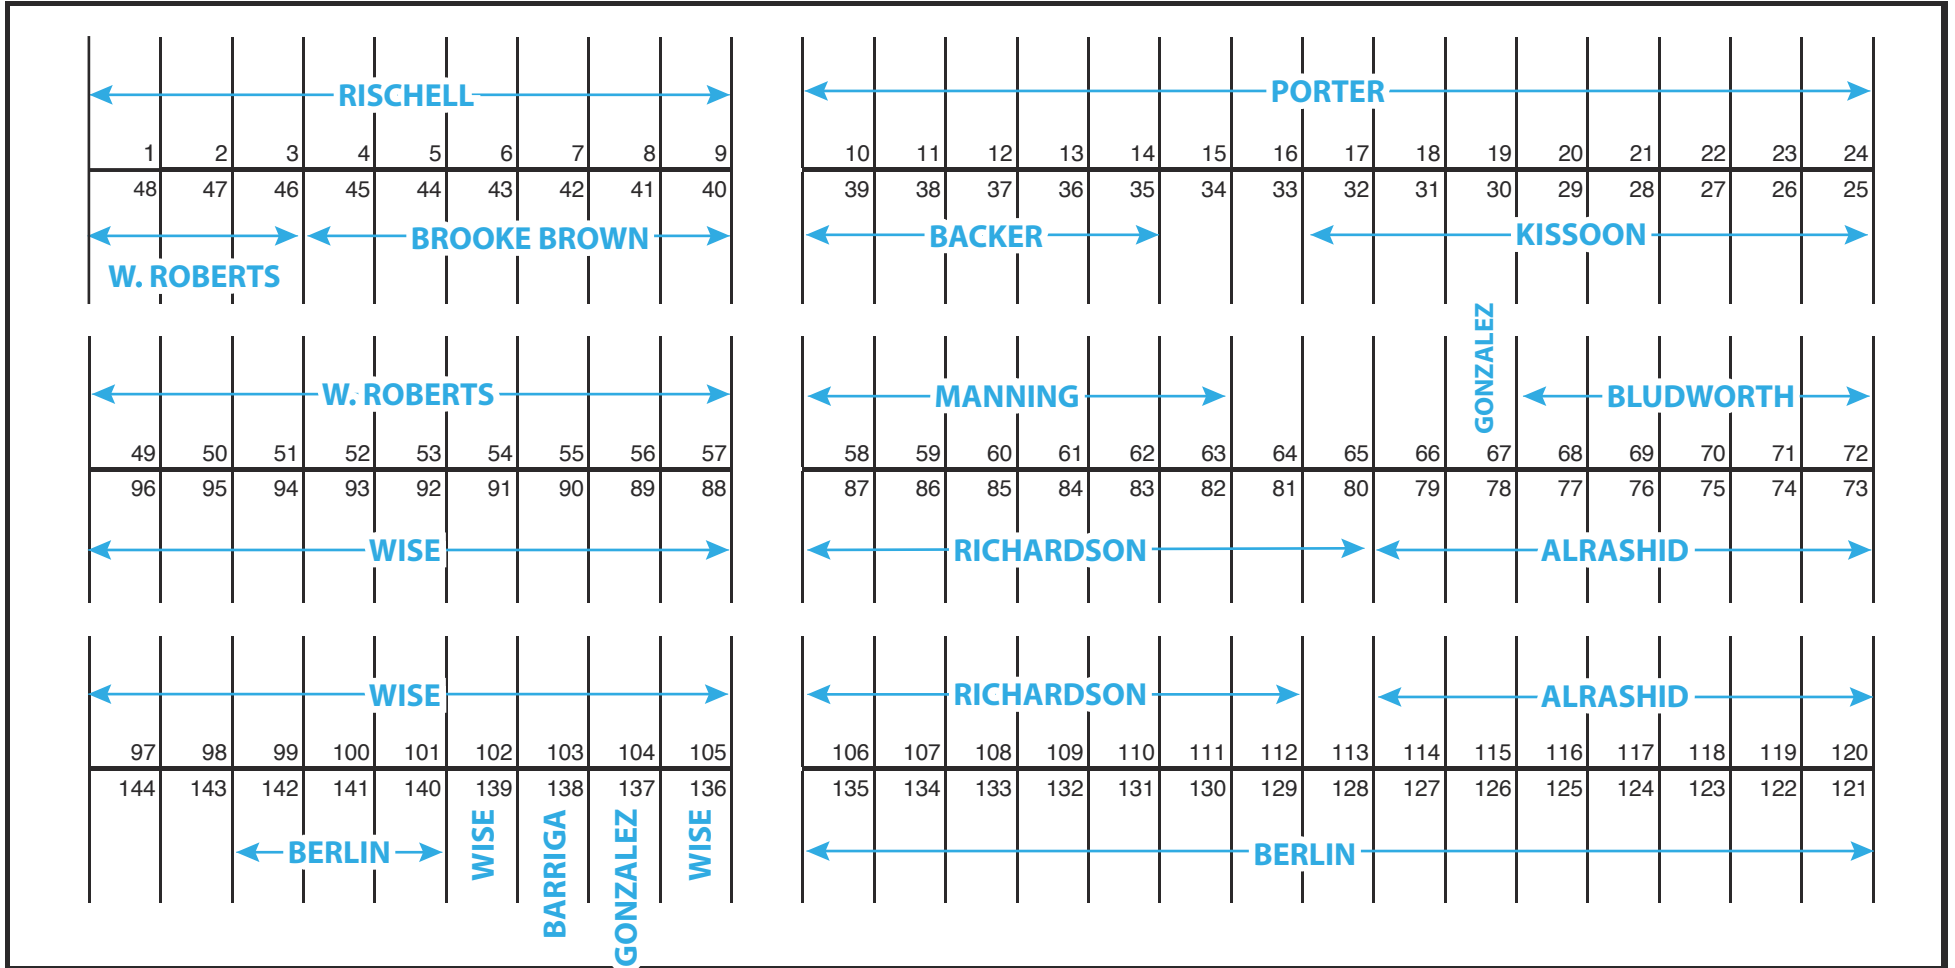 RISCHELL PORTER
1 2 3 4 5 6 7 8 9 10 11 12 13 14 15 16 17 18 19 20 21 22 23 24
48 47 46 45 44 43 42 41 40 39 38 37 36 35 34 33 32 31 30 29 28 27 26 25
BROOKE BROWN BACKER KISSOON
W. ROBERTS
GONZALEZ
W. ROBERTS MANNING BLUDWORTH
49 50 51 52 53 54 55 56 57 58 59 60 61 62 63 64 65 66 67 68 69 70 71 72
96 95 94 93 92 91 90 89 88 87 86 85 84 83 82 81 80 79 78 77 76 75 74 73
WISE RICHARDSON ALRASHID
WISE RICHARDSON ALRASHID
97 98 99 100 101 102 103 104 105 106 107 108 109 110 111 112 113 114 115 116 117 118 119 120
144 143 142 141 140 139 138 137 136 135 134 133 132 131 130 129 128 127 126 125 124 123 122 121
BERLIN WISE BARRIGA GONZALEZ WISE BERLIN